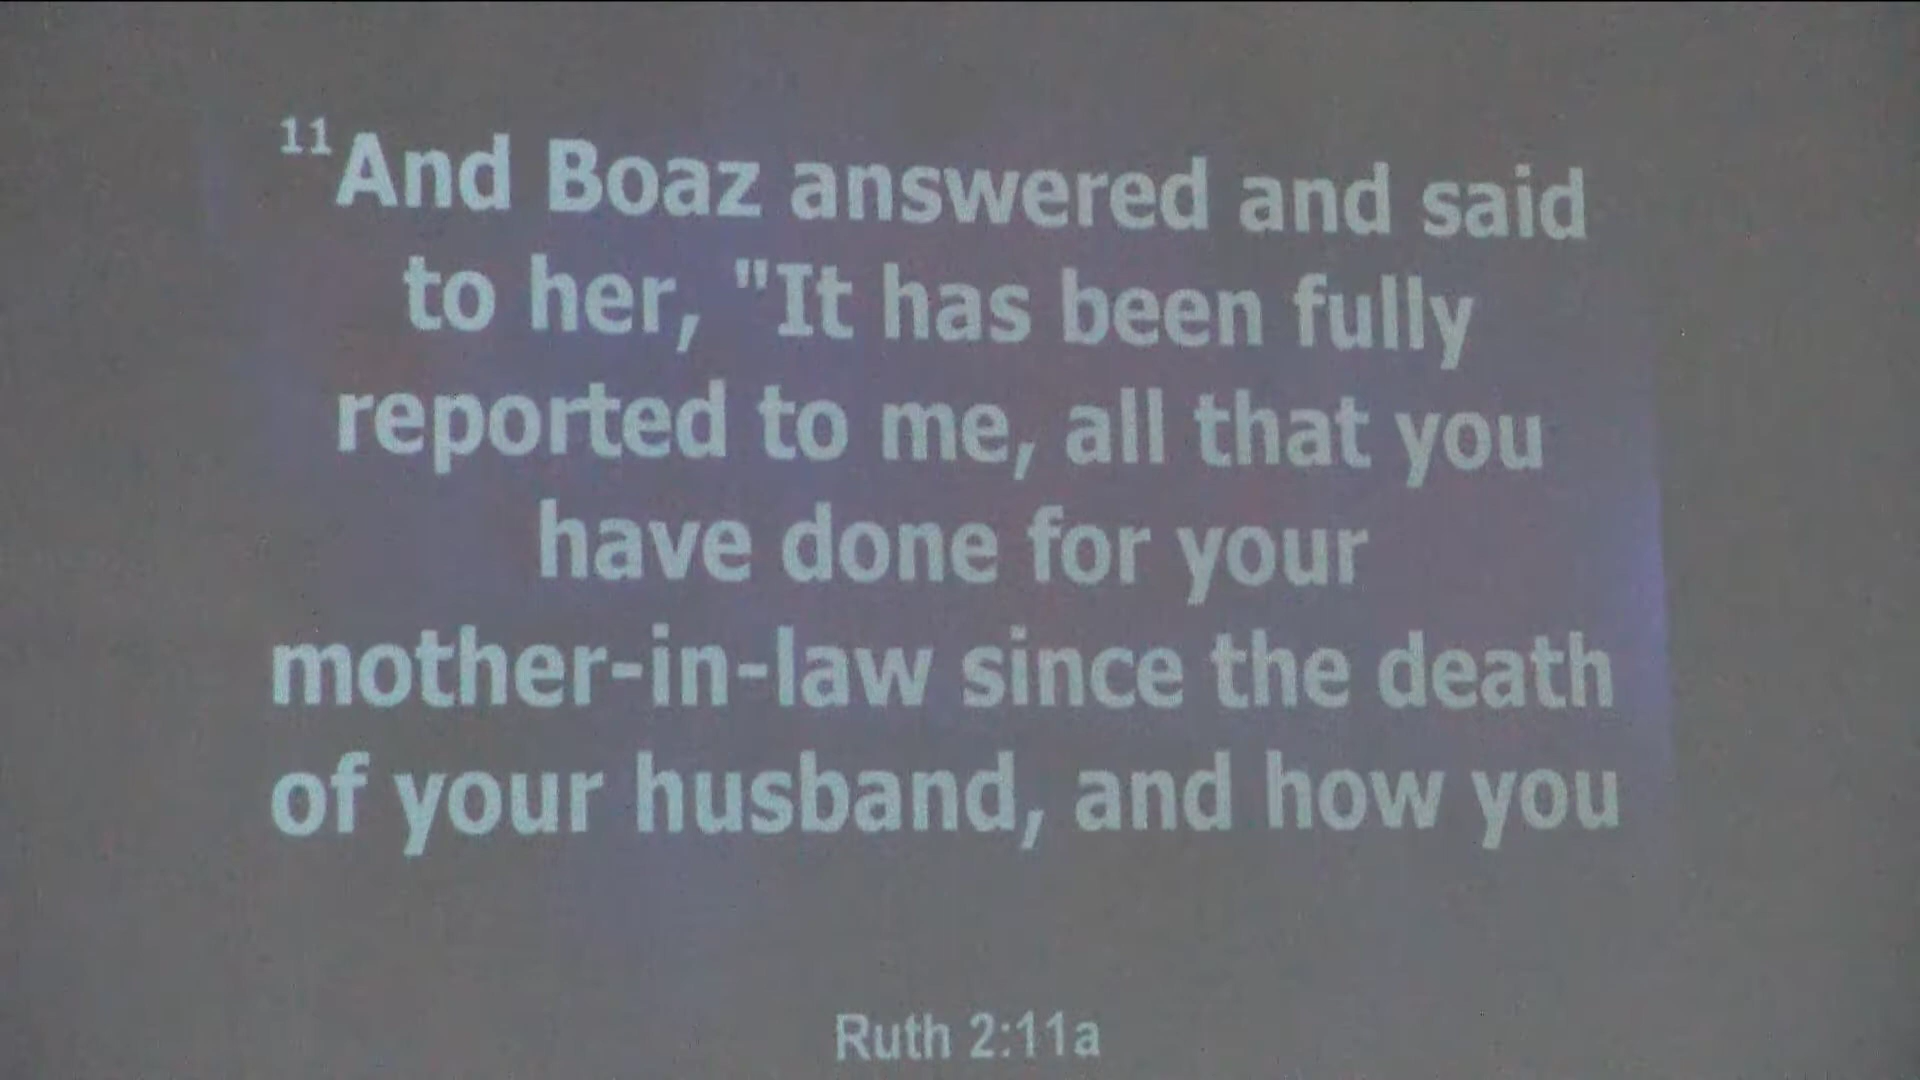 11And Boaz answered and said
to her, "It has been fully
reported to me, all that you
have done for your
mother-in-law since the death
of your husband, and how you
Ruth 2:11a